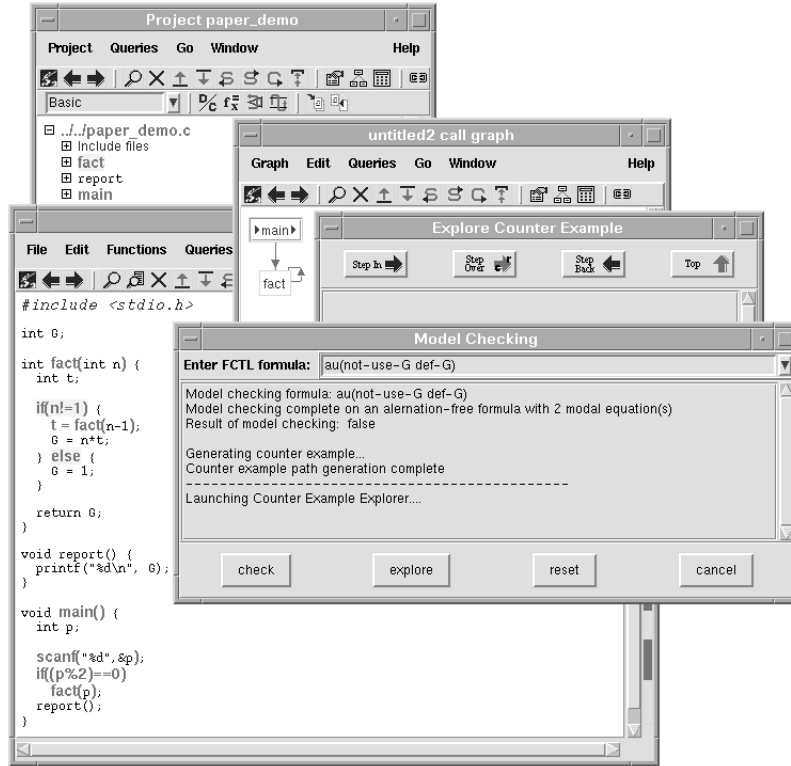 Project paper_demo
Project Queries Go Window Help
Basic
../../paper_demo.c
Include files
fact
report
main
untitled2 call graph
Graph Edit Queries Go Window Help
main
fact
File Edit Functions Queries
Explore Counter Example
Step In Step Over Step Back Top
#include <stdio.h>
int G;
int fact(int n) {
int t;
if(n!=1) {
t = fact(n-1);
G = n*t;
} else {
G = 1;
}
return G;
}
void report() {
printf("%d\n", G);
}
void main() {
int p;
scanf("%d",&p);
if((p%2)==0)
fact(p);
report();
}
Model Checking
Enter FCTL formula: au(not-use-G def-G)
Model checking formula: au(not-use-G def-G)
Model checking complete on an alernation-free formula with 2 modal equation(s)
Result of model checking: false
Generating counter example...
Counter example path generation complete
--------------------------------------------------
Launching Counter Example Explorer....
check explore reset cancel